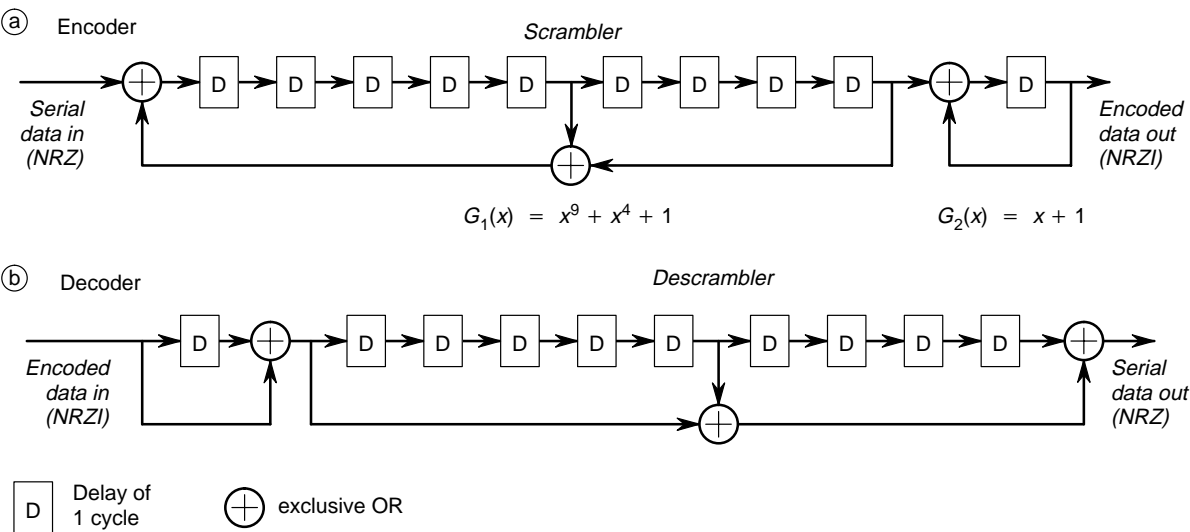 ⓐ Encoder
Scrambler
D D D D D D D D D D
Serial
data in
(NRZ)
Encoded
data out
(NRZI)
G₁(x) = x⁹ + x⁴ + 1
G₂(x) = x + 1
ⓑ Decoder
Descrambler
D D D D D D D D D D
Encoded
data in
(NRZI)
Serial
data out
(NRZ)
D
Delay of
1 cycle
exclusive OR